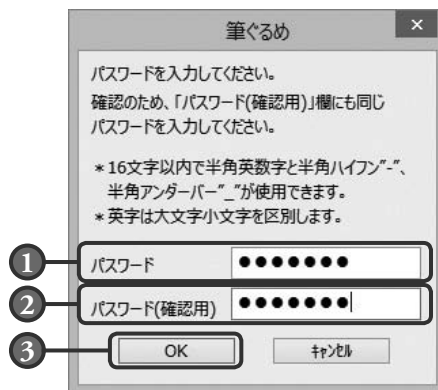 筆ぐるめ
×
パスワードを入力してください。
確認のため、「パスワード(確認用)」欄にも同じ
パスワードを入力してください。
*16文字以内で半角英数字と半角ハイフン"-"、
半角アンダーバー"_"が使用できます。
*英字は大文字小文字を区別します。
1 パスワード ●●●●●●●
2 パスワード(確認用) ●●●●●●●
3 OK ｷｬﾝｾﾙ